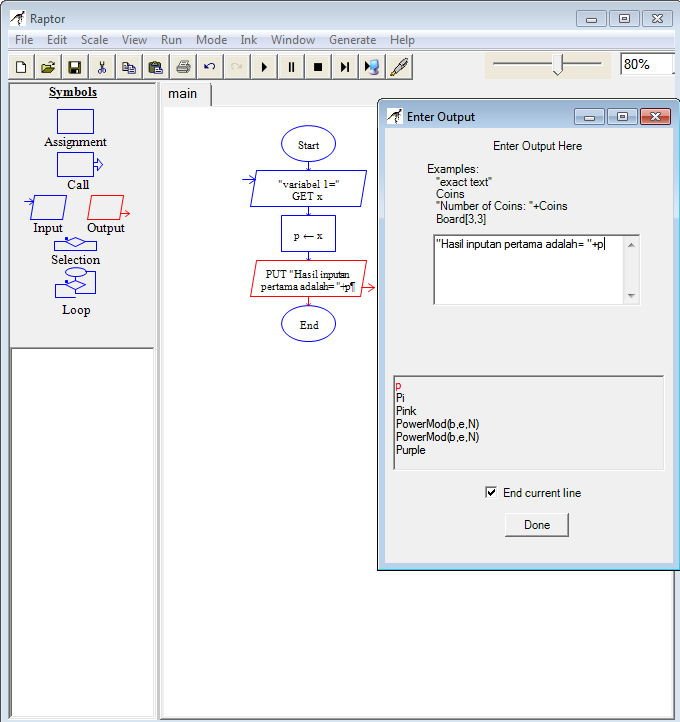 Raptor
File Edit Scale View Run Mode Ink Window Generate Help
80%
Symbols
Assignment
Call
Input Output
Selection
Loop
main
Start
"variabel 1="
GET x
p ← x
PUT "Hasil inputan
pertama adalah= "+p¶
End
Enter Output
Enter Output Here
Examples:
"exact text"
Coins
"Number of Coins: "+Coins
Board[3,3]
"Hasil inputan pertama adalah= "+p
p
Pi
Pink
PowerMod(b,e,N)
PowerMod(b,e,N)
Purple
End current line
Done